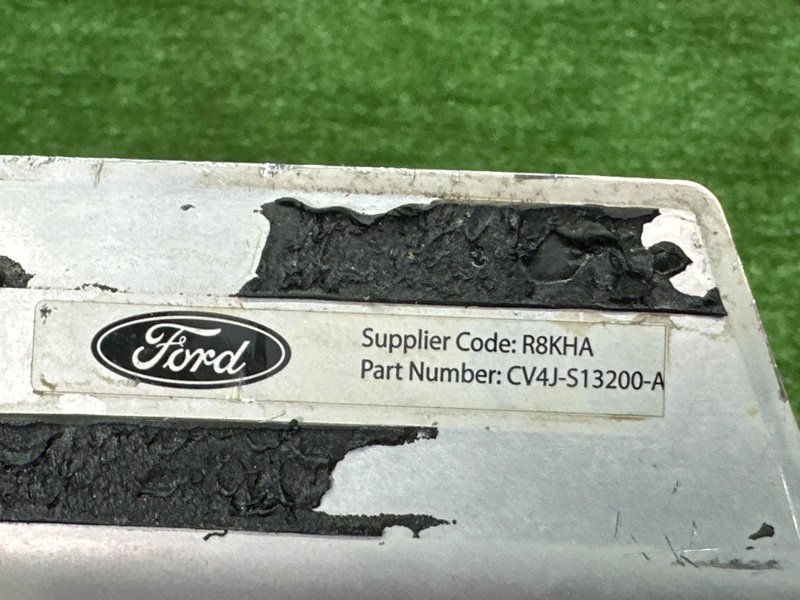 Ford
Supplier Code: R8KHA
Part Number: CV4J-S13200-A